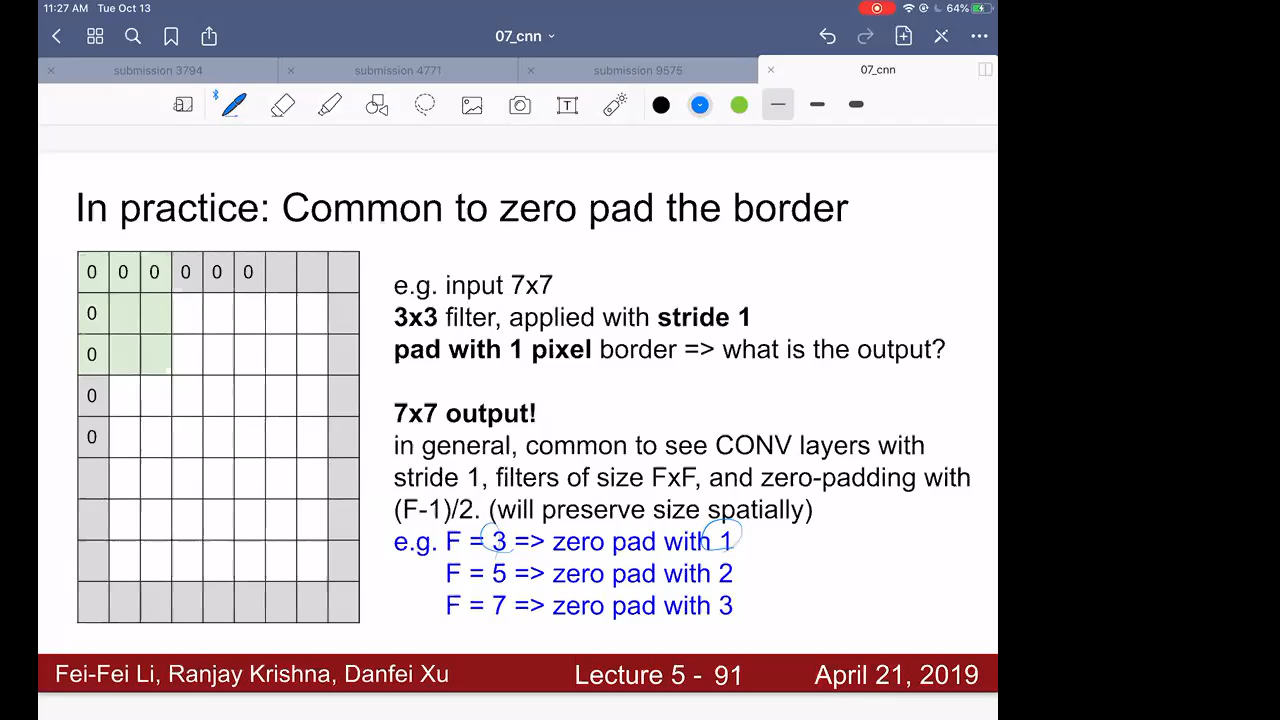 11:27 AM Tue Oct 13
64%
07_cnn
submission 3794
submission 4771
submission 9575
07_cnn
T
In practice: Common to zero pad the border
0 0 0 0 0 0
0
0
0
0
e.g. input 7x7
3x3 filter, applied with stride 1
pad with 1 pixel border => what is the output?
7x7 output!
in general, common to see CONV layers with
stride 1, filters of size FxF, and zero-padding with
(F-1)/2. (will preserve size spatially)
e.g. F = 3 => zero pad with 1
F = 5 => zero pad with 2
F = 7 => zero pad with 3
Fei-Fei Li, Ranjay Krishna, Danfei Xu
Lecture 5 - 91
April 21, 2019